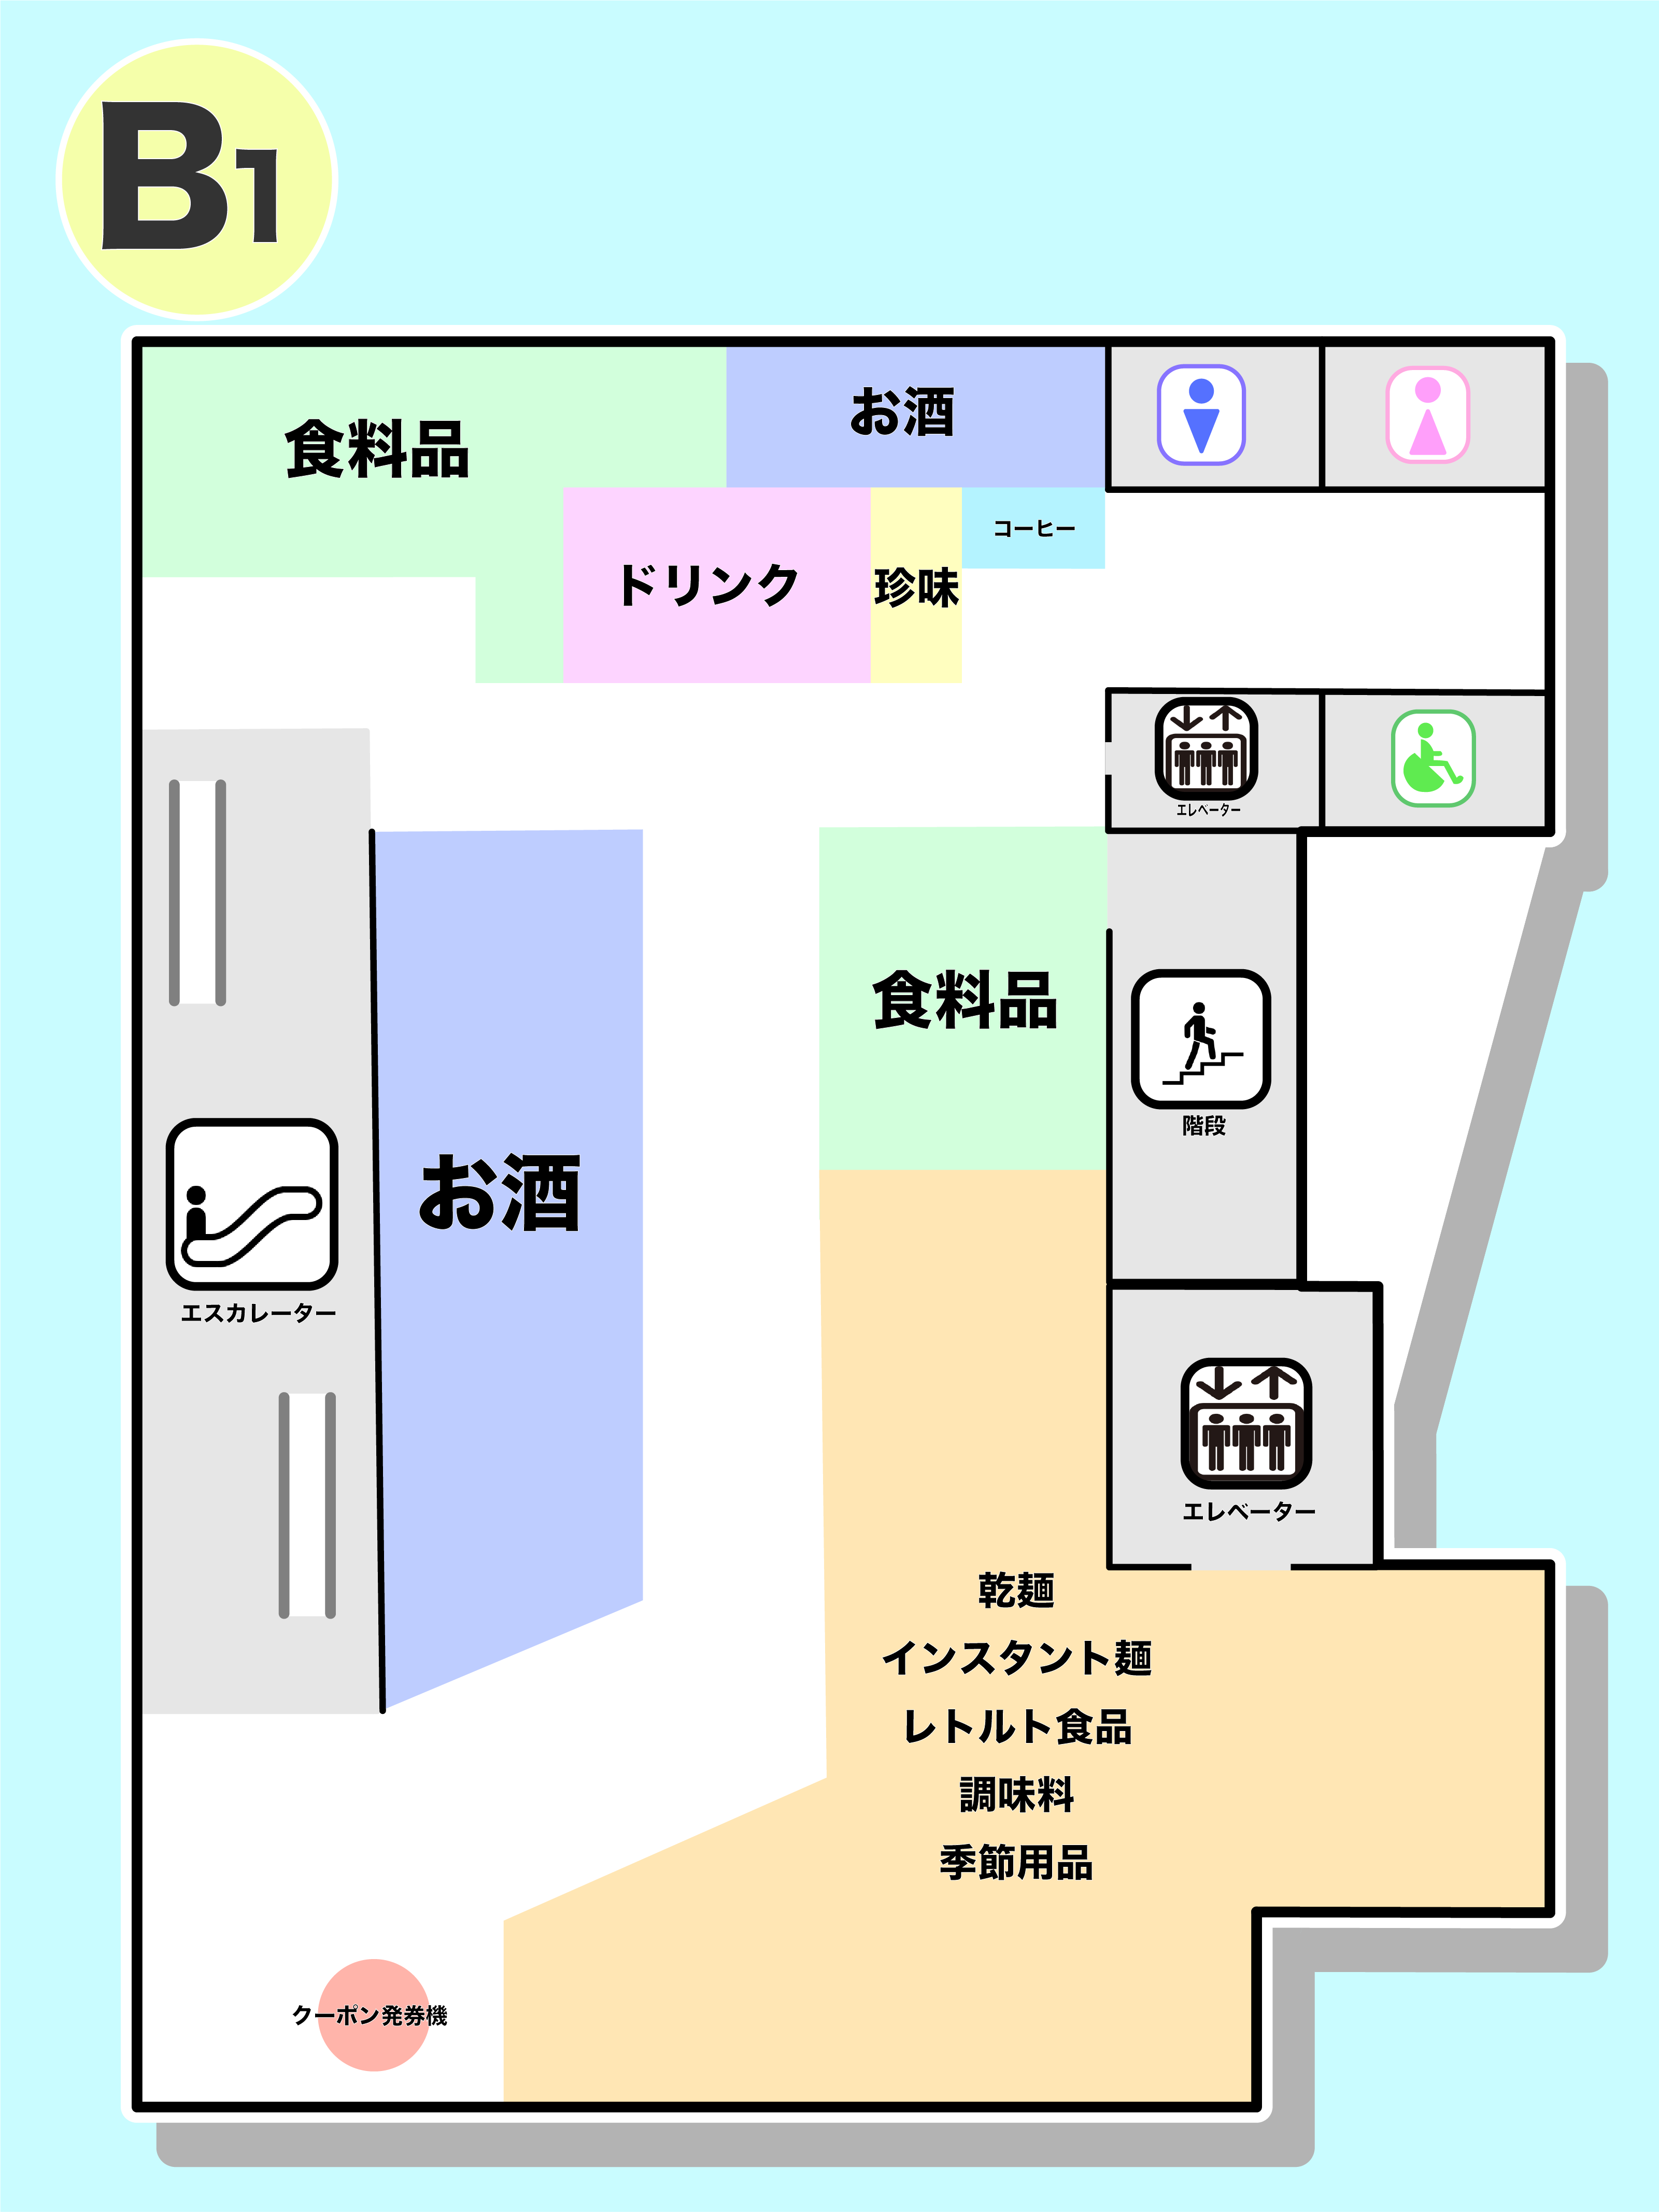 B1
食料品
お酒
コーヒー
ドリンク
珍味
エレベーター
食料品
階段
お酒
エスカレーター
エレベーター
乾麺
インスタント麺
レトルト食品
調味料
季節用品
クーポン発券機